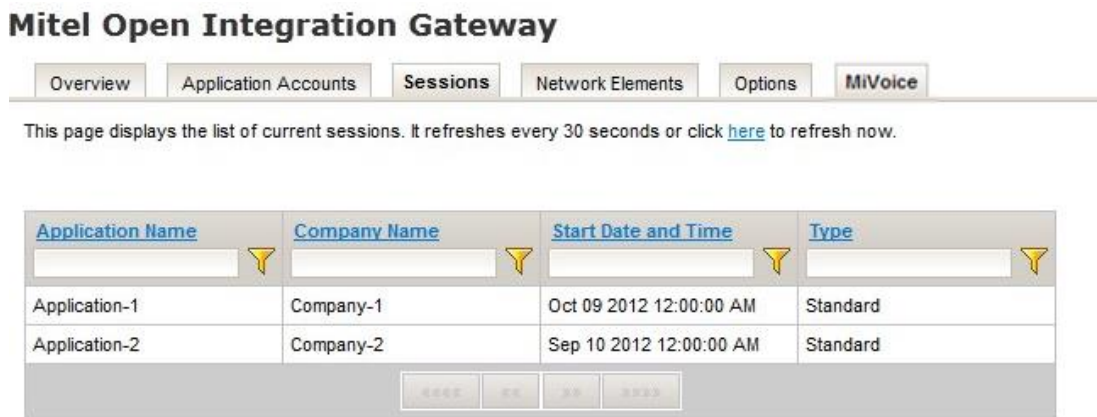 Mitel Open Integration Gateway
Overview Application Accounts Sessions Network Elements Options MiVoice
This page displays the list of current sessions. It refreshes every 30 seconds or click here to refresh now.
Application Name Company Name Start Date and Time Type
Application-1 Company-1 Oct 09 2012 12:00:00 AM Standard
Application-2 Company-2 Sep 10 2012 12:00:00 AM Standard
<<<< << >> >>>>